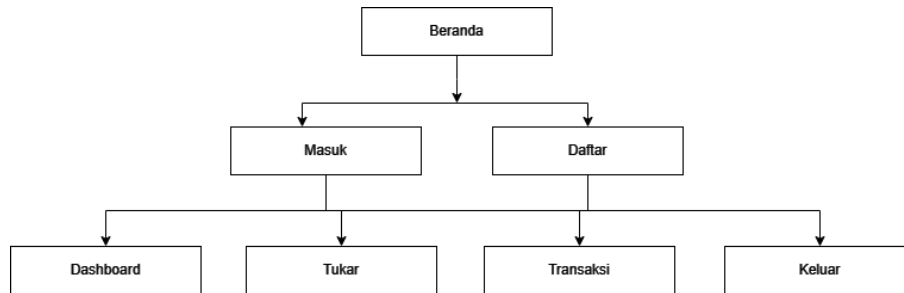 Beranda
Masuk
Daftar
Dashboard
Tukar
Transaksi
Keluar